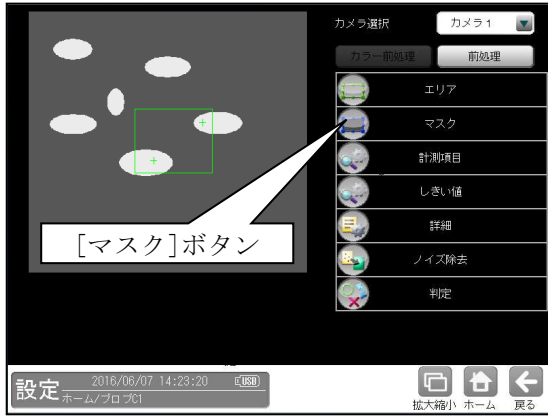 カメラ選択
カメラ1
カラー前処理
前処理
エリア
マスク
計測項目
しきい値
詳細
ノイズ除去
判定
[マスク]ボタン
設定
2016/06/07 14:23:20
USB
ホーム/ブロブC1
拡大縮小
ホーム
戻る